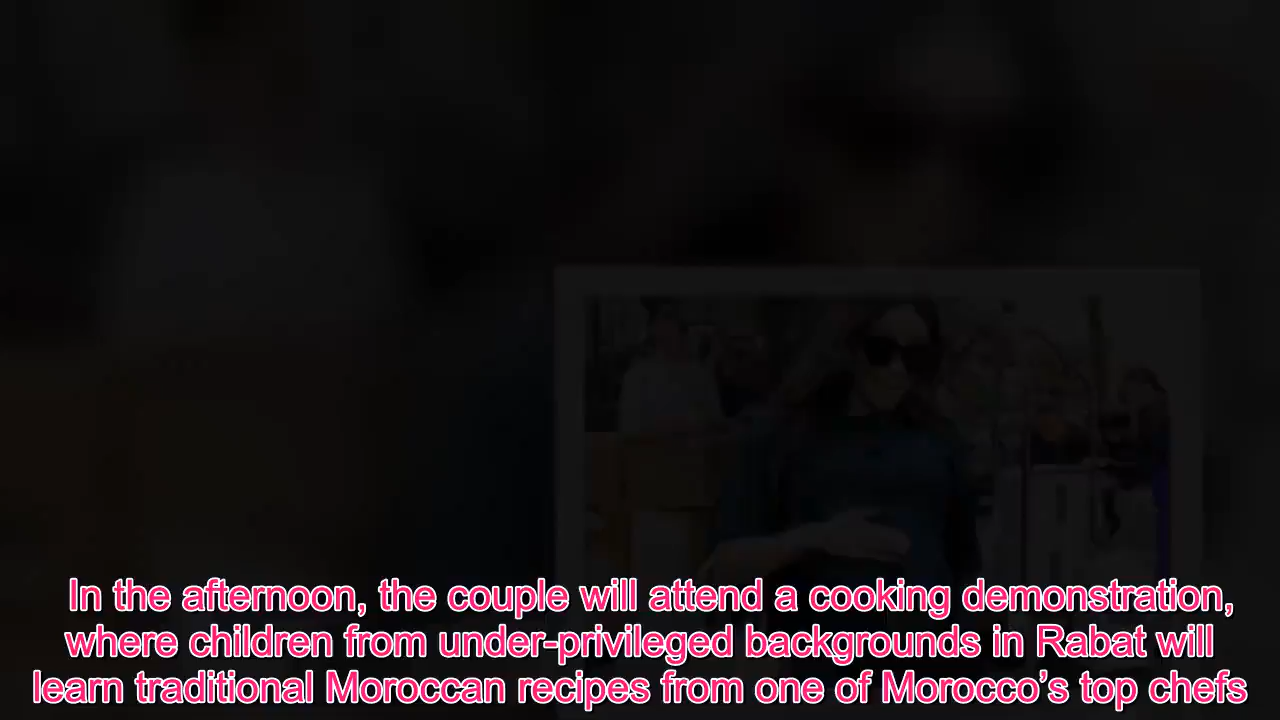 In the afternoon, the couple will attend a cooking demonstration,
where children from under-privileged backgrounds in Rabat will
learn traditional Moroccan recipes from one of Morocco’s top chefs